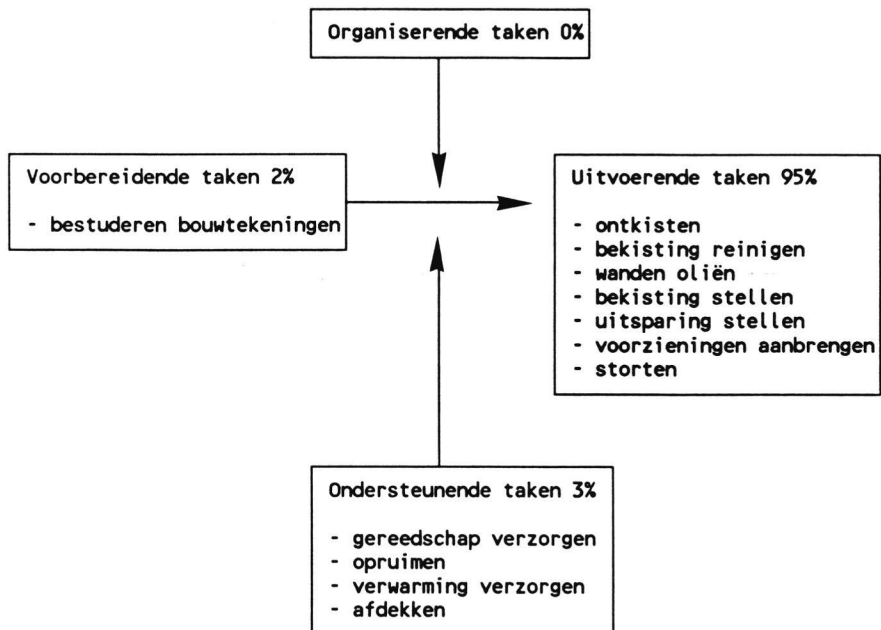 Organiserende taken 0%
Voorbereidende taken 2%
- bestuderen bouwtekeningen
Uitvoerende taken 95%
- ontkisten
- bekisting reinigen
- wanden oliën
- bekisting stellen
- uitsparing stellen
- voorzieningen aanbrengen
- storten
Ondersteunende taken 3%
- gereedschap verzorgen
- opruimen
- verwarming verzorgen
- afdekken